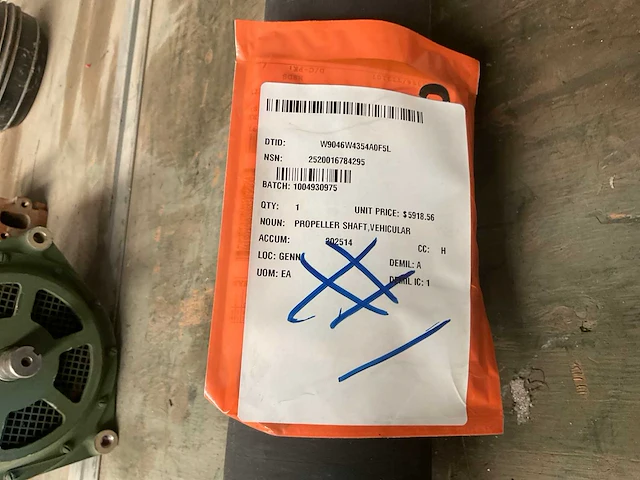 DTID: W9046W4354A0F5L
NSN: 2520016784295
BATCH: 1004930975
QTY: 1 UNIT PRICE: $5918.56
NOUN: PROPELLER SHAFT,VEHICULAR
ACCUM: 202514 CC: H
LOC: GENN DEMIL: A
UOM: EA DEMIL IC: 1